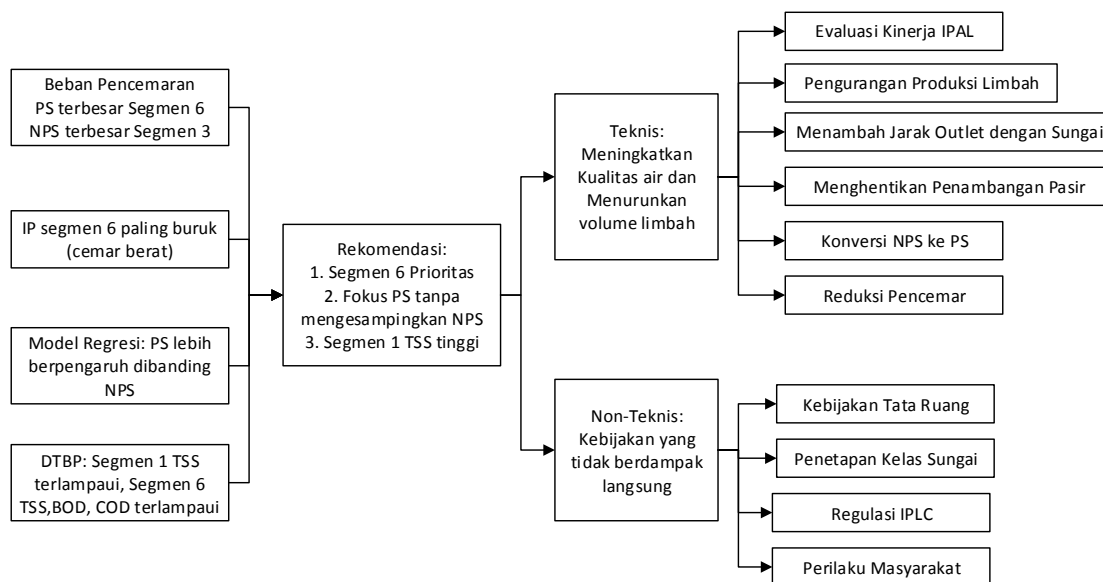 Beban Pencemaran
PS terbesar Segmen 6
NPS terbesar Segmen 3
IP segmen 6 paling buruk
(cemar berat)
Model Regresi: PS lebih
berpengaruh dibanding
NPS
DTBP: Segmen 1 TSS
terlampaui, Segmen 6
TSS,BOD, COD terlampaui
Rekomendasi:
1. Segmen 6 Prioritas
2. Fokus PS tanpa
mengesampingkan NPS
3. Segmen 1 TSS tinggi
Teknis:
Meningkatkan
Kualitas air dan
Menurunkan
volume limbah
Evaluasi Kinerja IPAL
Pengurangan Produksi Limbah
Menambah Jarak Outlet dengan Sungai
Menghentikan Penambangan Pasir
Konversi NPS ke PS
Reduksi Pencemar
Non-Teknis:
Kebijakan yang
tidak berdampak
langsung
Kebijakan Tata Ruang
Penetapan Kelas Sungai
Regulasi IPLC
Perilaku Masyarakat